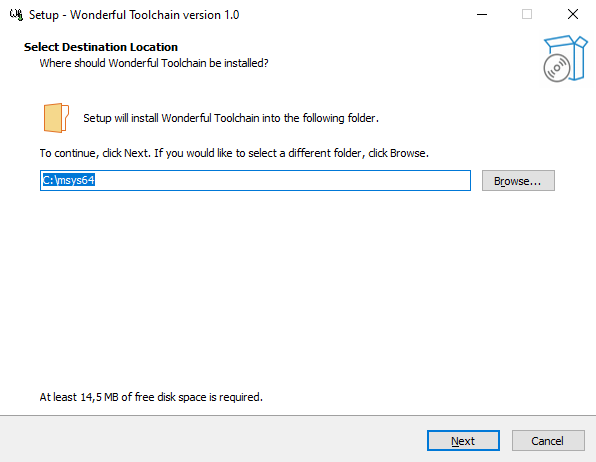 Setup - Wonderful Toolchain version 1.0
Select Destination Location
Where should Wonderful Toolchain be installed?
Setup will install Wonderful Toolchain into the following folder.
To continue, click Next. If you would like to select a different folder, click Browse.
C:\msys64
Browse...
At least 14,5 MB of free disk space is required.
Next
Cancel